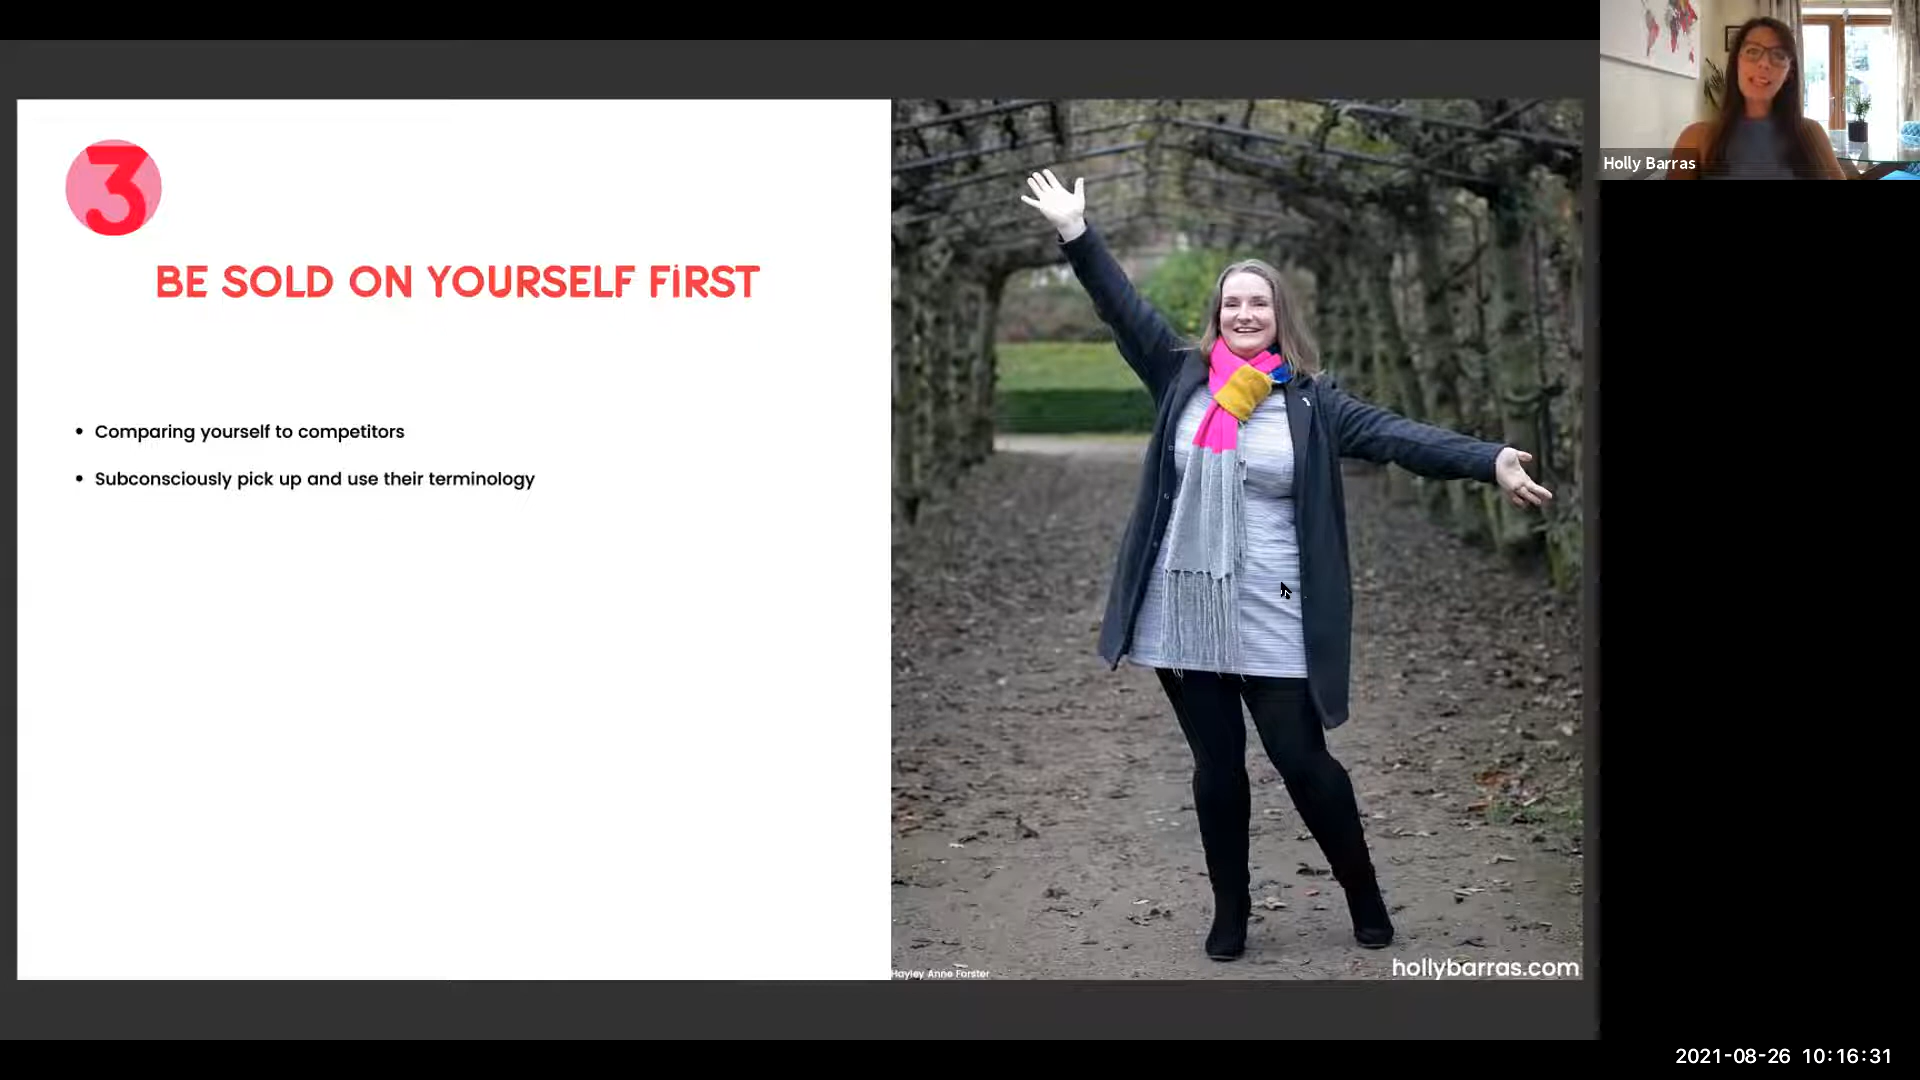 3
BE SOLD ON YOURSELF FIRST
• Comparing yourself to competitors
• Subconsciously pick up and use their terminology
Hayley Anne Forster
hollybarras.com
Holly Barras
2021-08-26 10:16:31